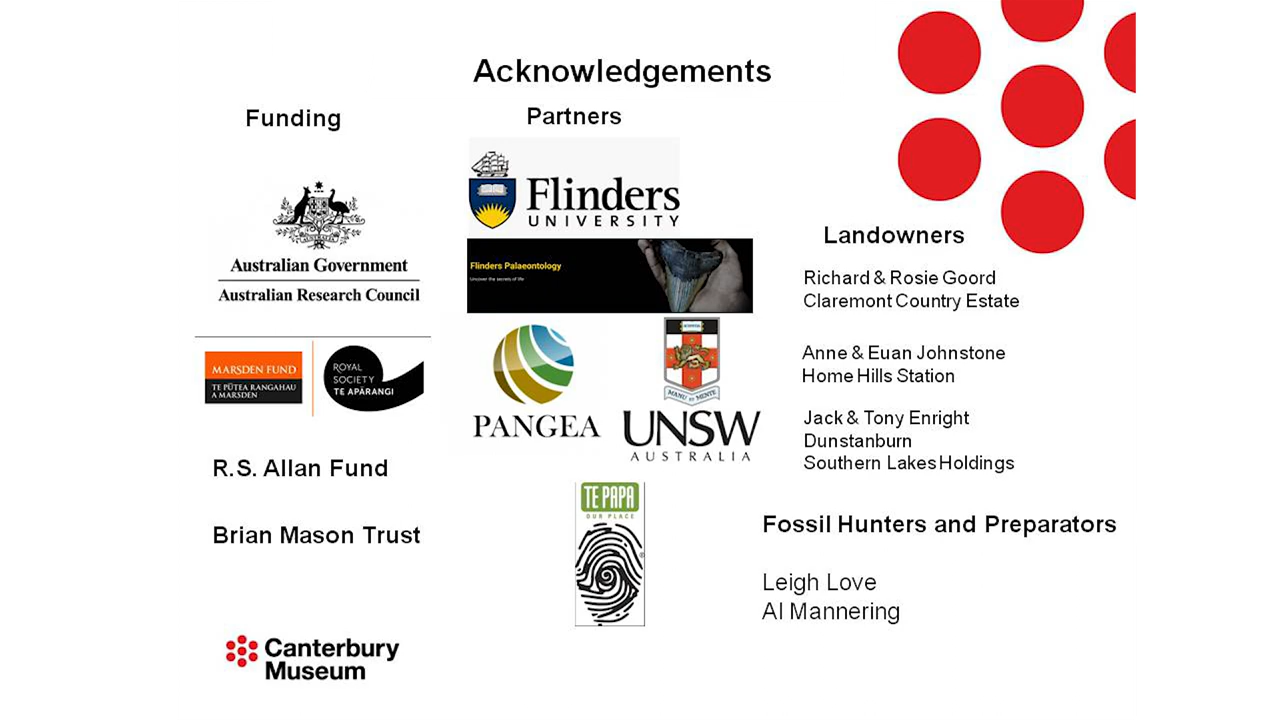 Acknowledgements
Funding
Australian Government
Australian Research Council
MARSDEN FUND
TE PŪTEA RANGAHAU
A MARSDEN
ROYAL
SOCIETY
TE APĀRANGI
R.S. Allan Fund
Brian Mason Trust
Canterbury
Museum
Partners
Flinders
UNIVERSITY
Flinders Palaeontology
Uncover the secrets of life
PANGEA
MANU ET MENTE
UNSW
AUSTRALIA
TE PAPA
OUR PLACE
Landowners
Richard & Rosie Goord
Claremont Country Estate
Anne & Euan Johnstone
Home Hills Station
Jack & Tony Enright
Dunstanburn
Southern Lakes Holdings
Fossil Hunters and Preparators
Leigh Love
Al Mannering